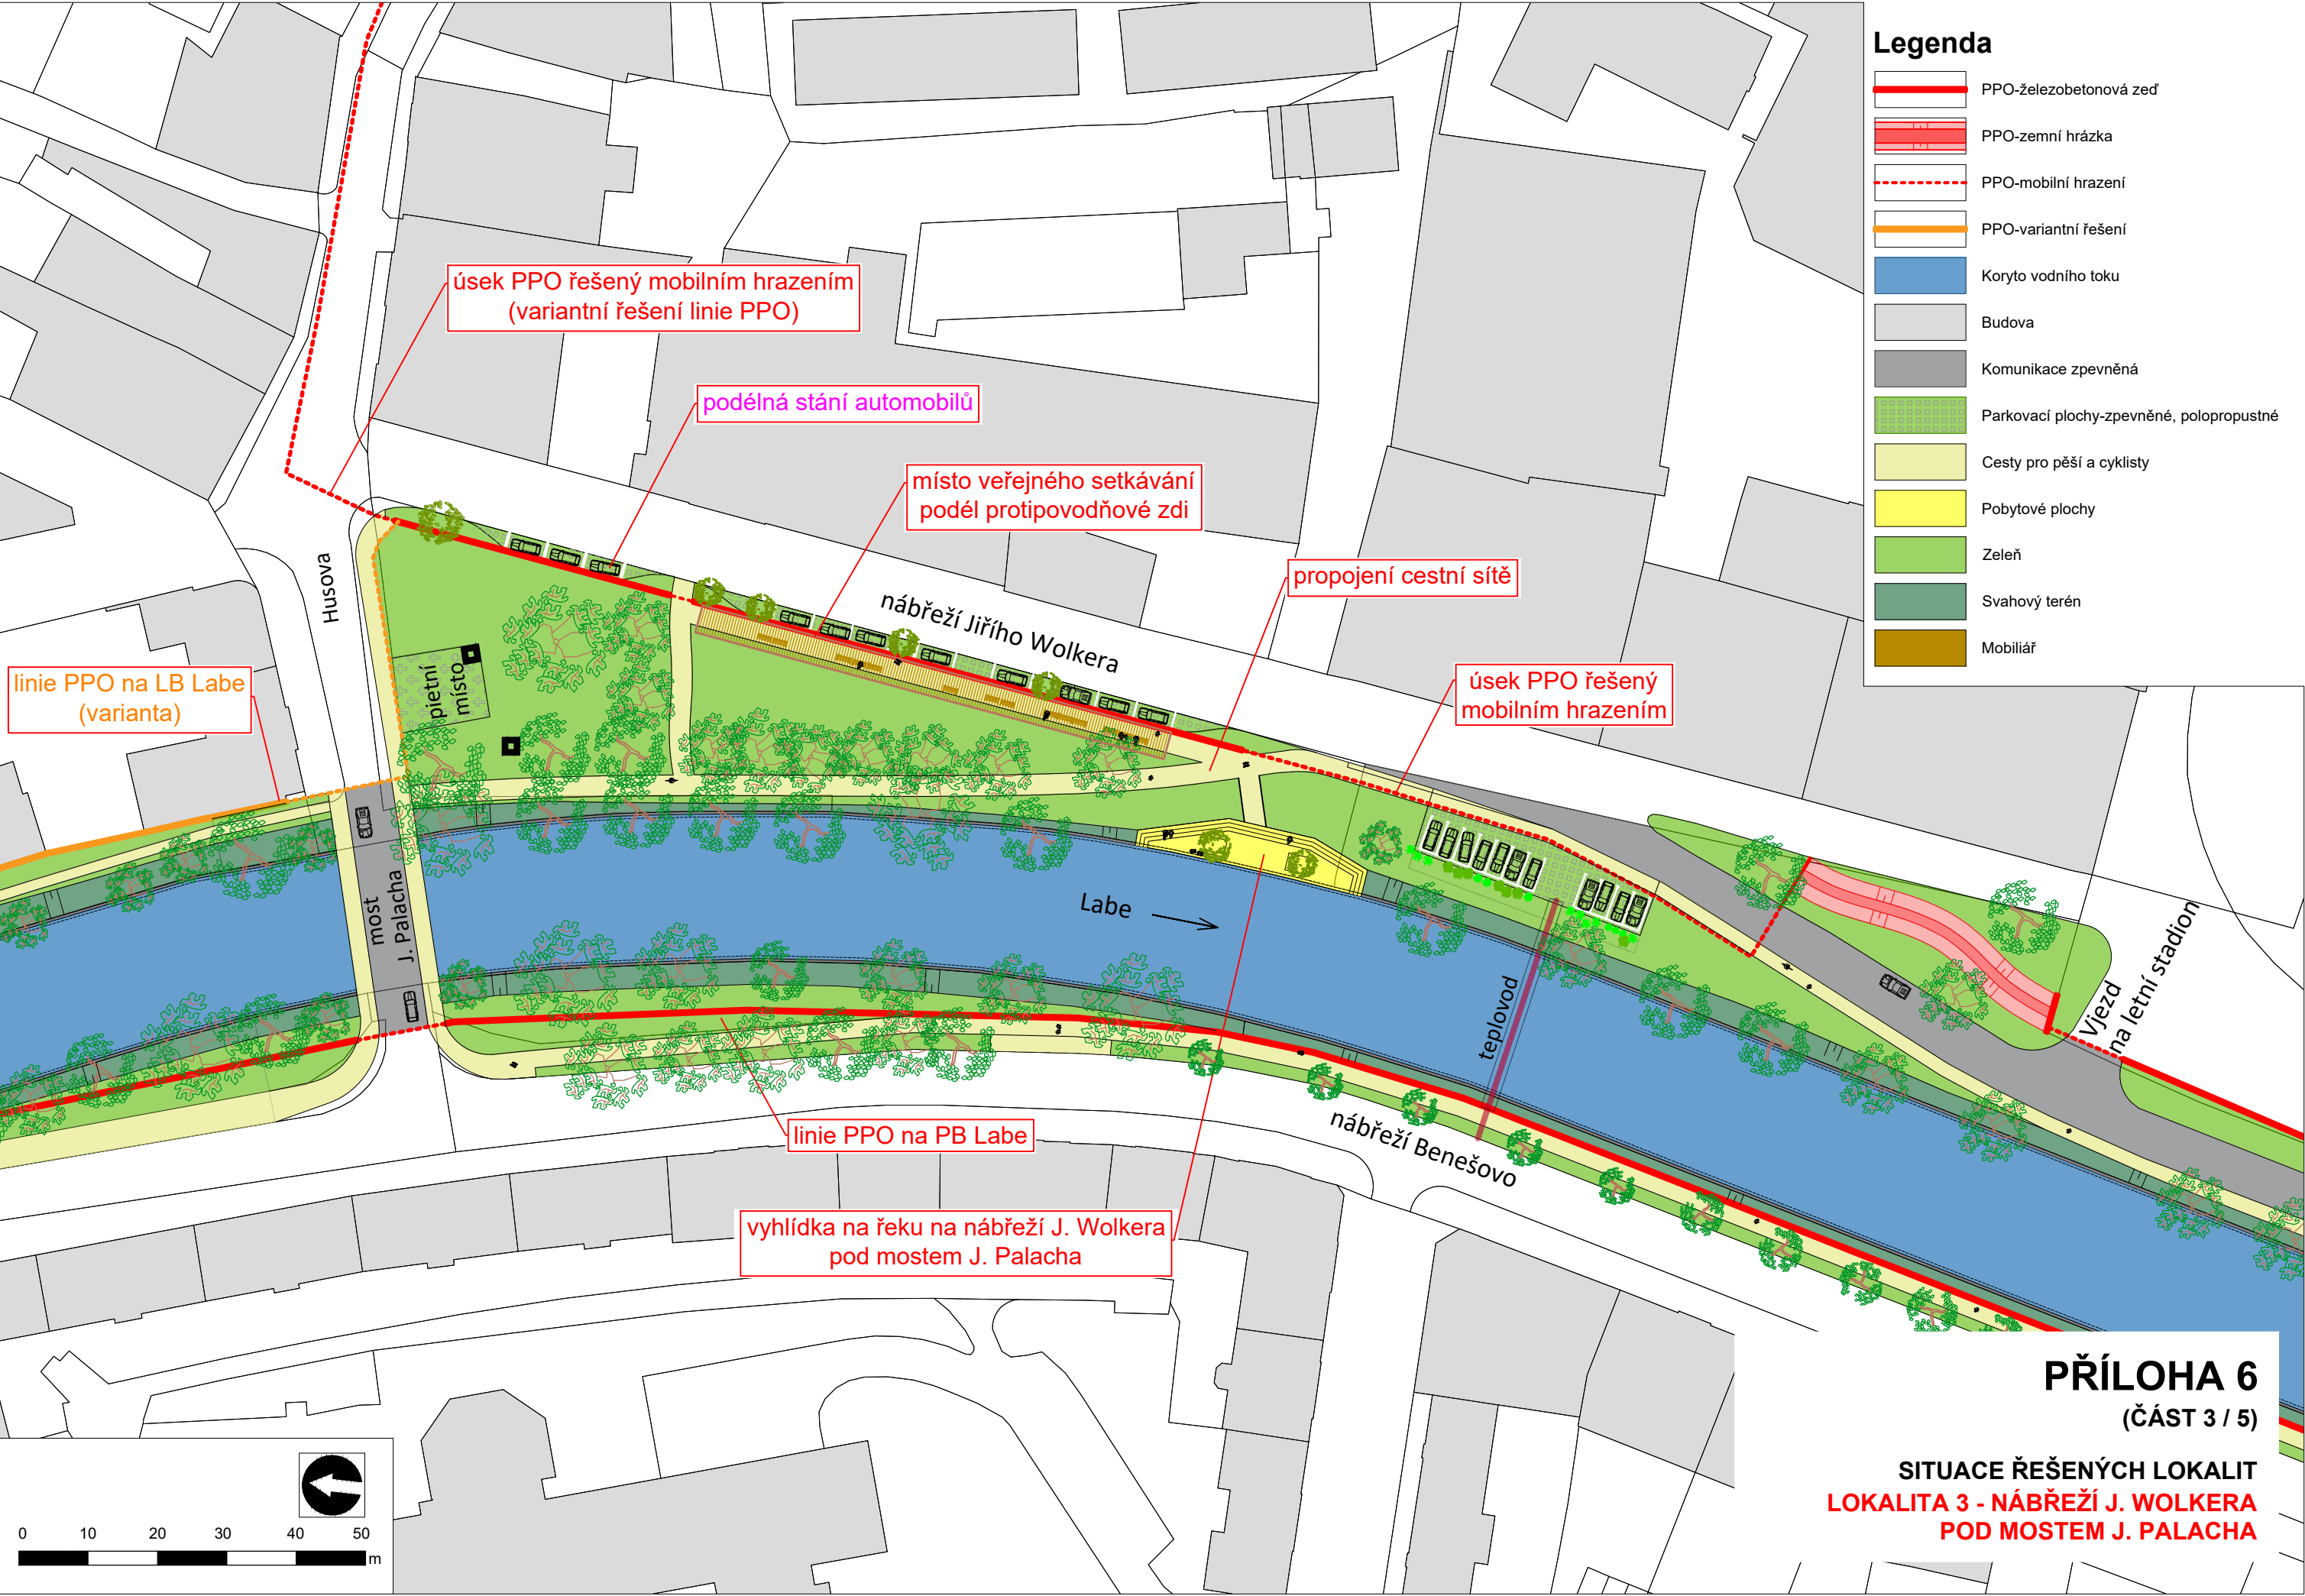 Legenda
PPO-železobetonová zeď
PPO-zemní hrázka
PPO-mobilní hrazení
PPO-variantní řešení
Koryto vodního toku
Budova
Komunikace zpevněná
Parkovací plochy-zpevněné, polopropustné
Cesty pro pěší a cyklisty
Pobytové plochy
Zeleň
Svahový terén
Mobiliář
úsek PPO řešený mobilním hrazením
(variantní řešení linie PPO)
podélná stání automobilů
místo veřejného setkávání
podél protipovodňové zdi
propojení cestní sítě
Husova
nábřeží Jiřího Wolkera
linie PPO na LB Labe
(varianta)
pietní
místo
úsek PPO řešený
mobilním hrazením
most
J. Palacha
Labe
teplovod
Vjezd
na letní stadion
linie PPO na PB Labe
nábřeží Benešovo
vyhlídka na řeku na nábřeží J. Wolkera
pod mostem J. Palacha
PŘÍLOHA 6
(ČÁST 3 / 5)
SITUACE ŘEŠENÝCH LOKALIT
LOKALITA 3 - NÁBŘEŽÍ J. WOLKERA
POD MOSTEM J. PALACHA
0 10 20 30 40 50
m